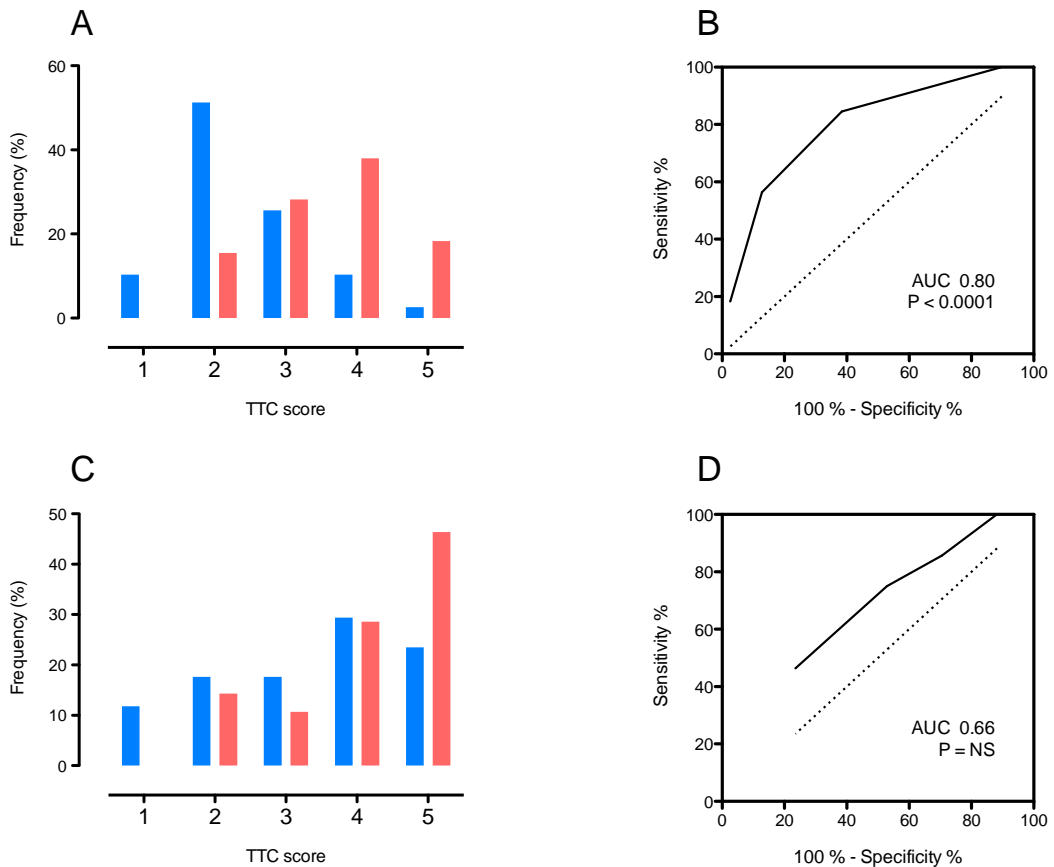 A
Frequency (%)
60
40
20
0
1 2 3 4 5
TTC score
B
Sensitivity %
100
80
60
40
20
0
0 20 40 60 80 100
AUC 0.80
P < 0.0001
100 % - Specificity %
C
Frequency (%)
50
40
30
20
10
0
1 2 3 4 5
TTC score
D
Sensitivity %
100
80
60
40
20
0
0 20 40 60 80 100
AUC 0.66
P = NS
100 % - Specificity %